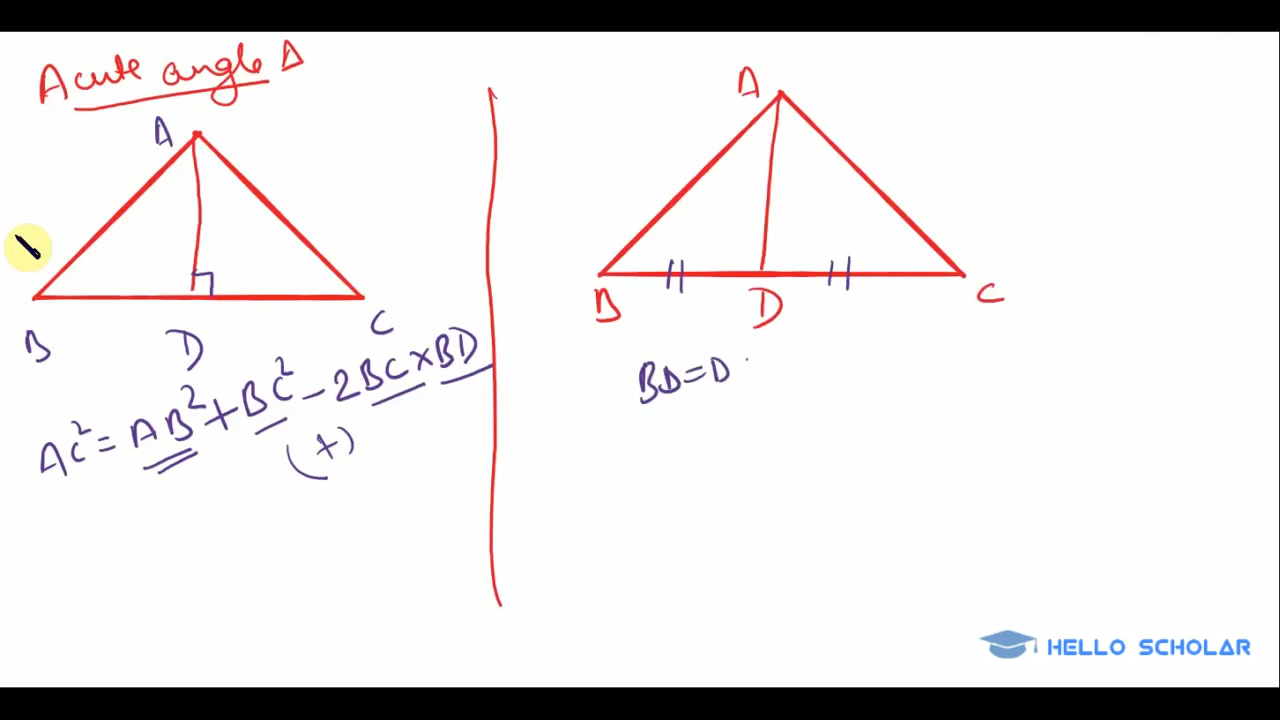 Acute angle Δ
A
B
D
C
AC² = AB² + BC² - 2BC × BD
(+)
A
B
D
C
BD = D
HELLO SCHOLAR